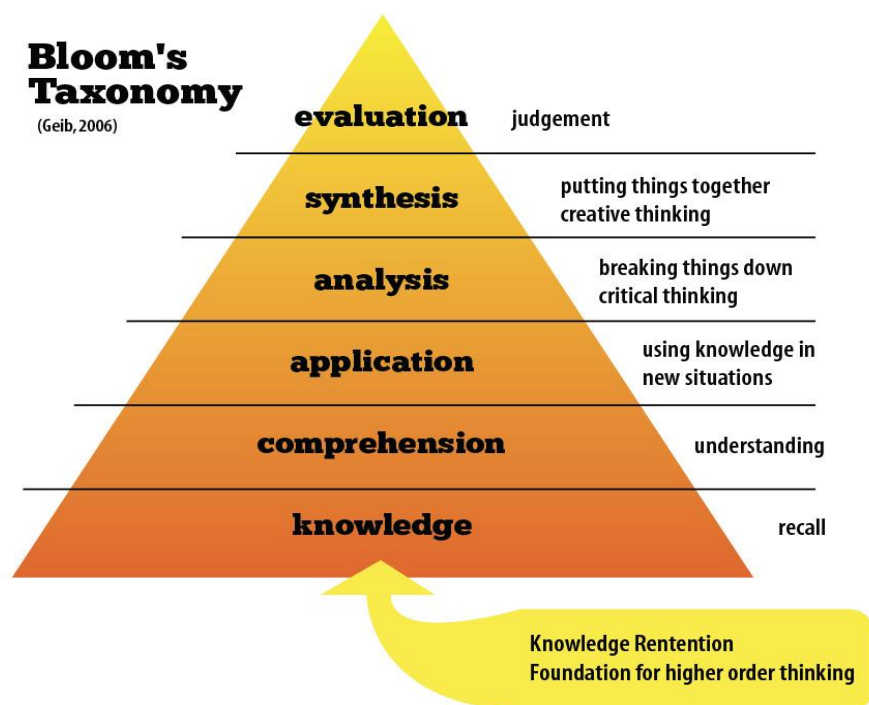 Bloom's
Taxonomy
(Geib, 2006)
evaluation
judgement
synthesis
putting things together
creative thinking
analysis
breaking things down
critical thinking
application
using knowledge in
new situations
comprehension
understanding
knowledge
recall
Knowledge Rentention
Foundation for higher order thinking